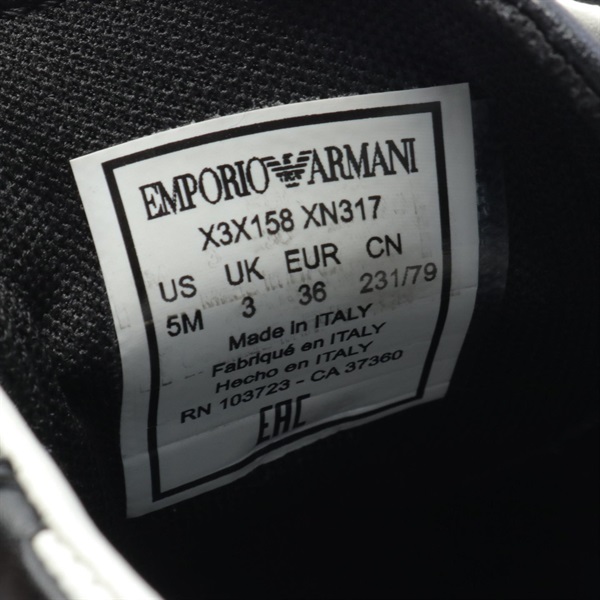 EMPORIO ARMANI
X3X158 XN317
US UK EUR CN
5M 3 36 231/79
Made in ITALY
Fabriqué en ITALY
Hecho en ITALY
RN 103723 - CA 37360
EAC